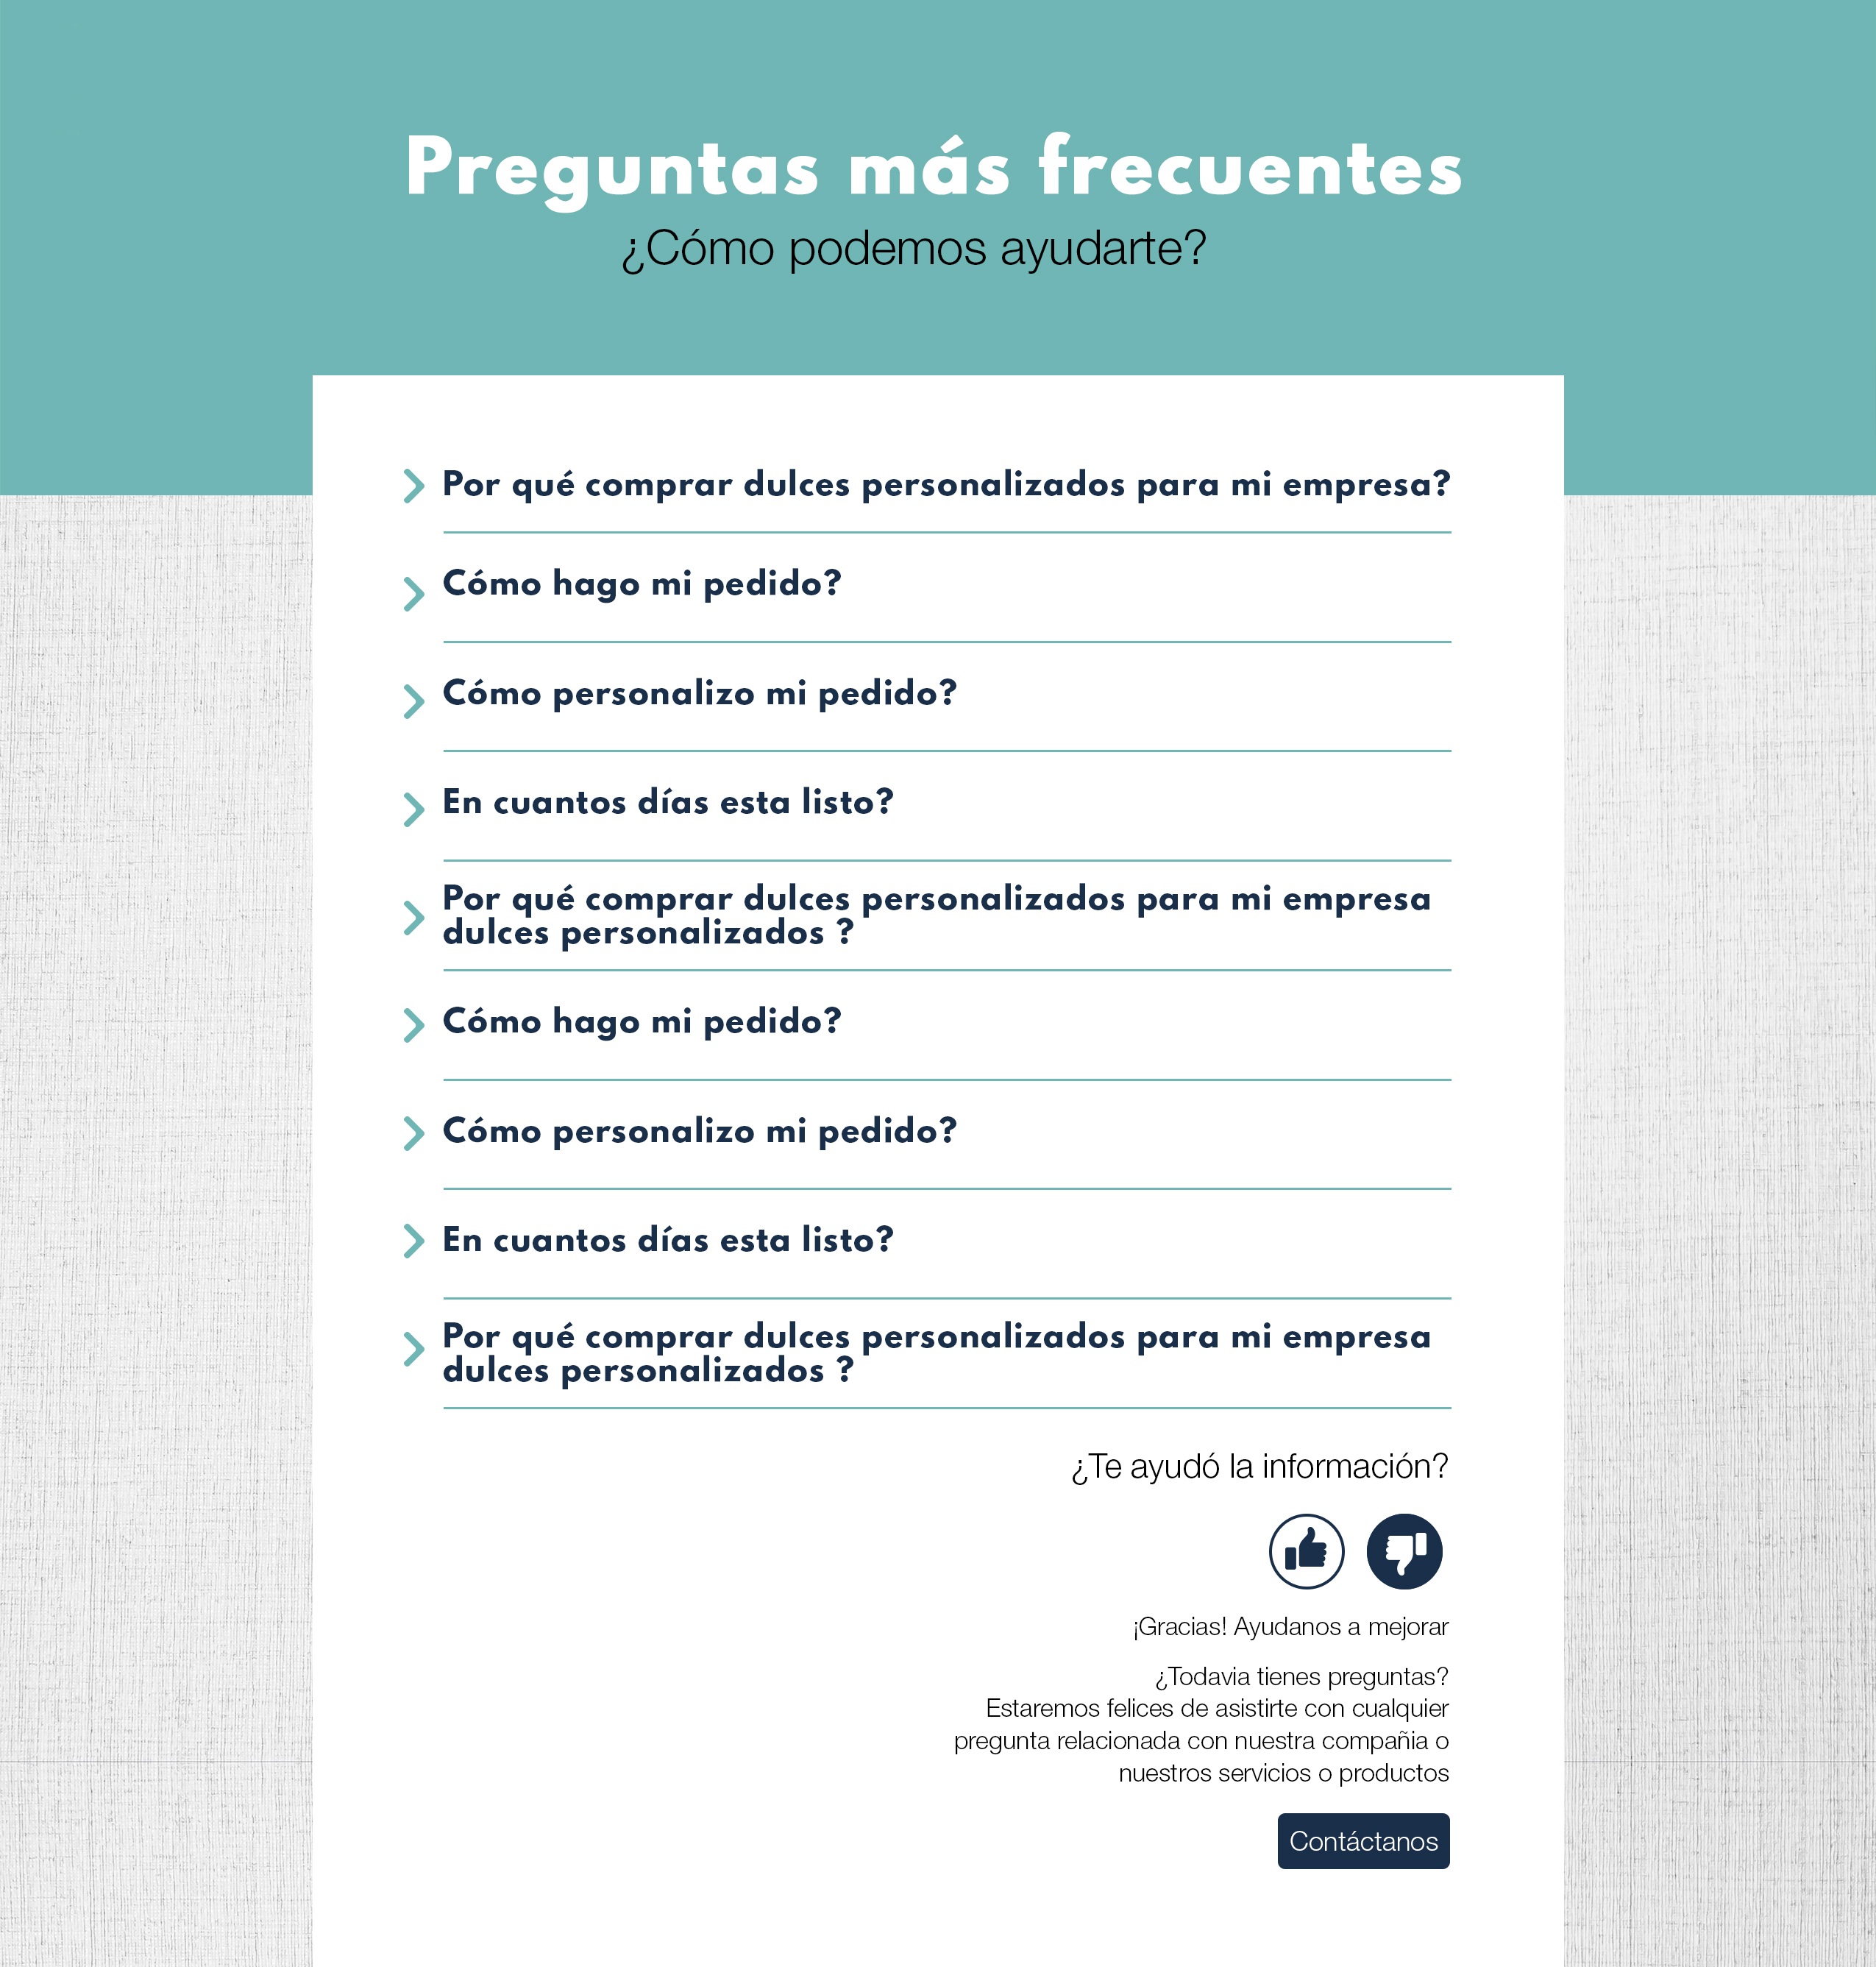 Preguntas más frecuentes
¿Cómo podemos ayudarte?
Por qué comprar dulces personalizados para mi empresa?
Cómo hago mi pedido?
Cómo personalizo mi pedido?
En cuantos días esta listo?
Por qué comprar dulces personalizados para mi empresa
dulces personalizados ?
Cómo hago mi pedido?
Cómo personalizo mi pedido?
En cuantos días esta listo?
Por qué comprar dulces personalizados para mi empresa
dulces personalizados ?
¿Te ayudó la información?
¡Gracias! Ayudanos a mejorar
¿Todavia tienes preguntas?
Estaremos felices de asistirte con cualquier
pregunta relacionada con nuestra compañia o
nuestros servicios o productos
Contáctanos